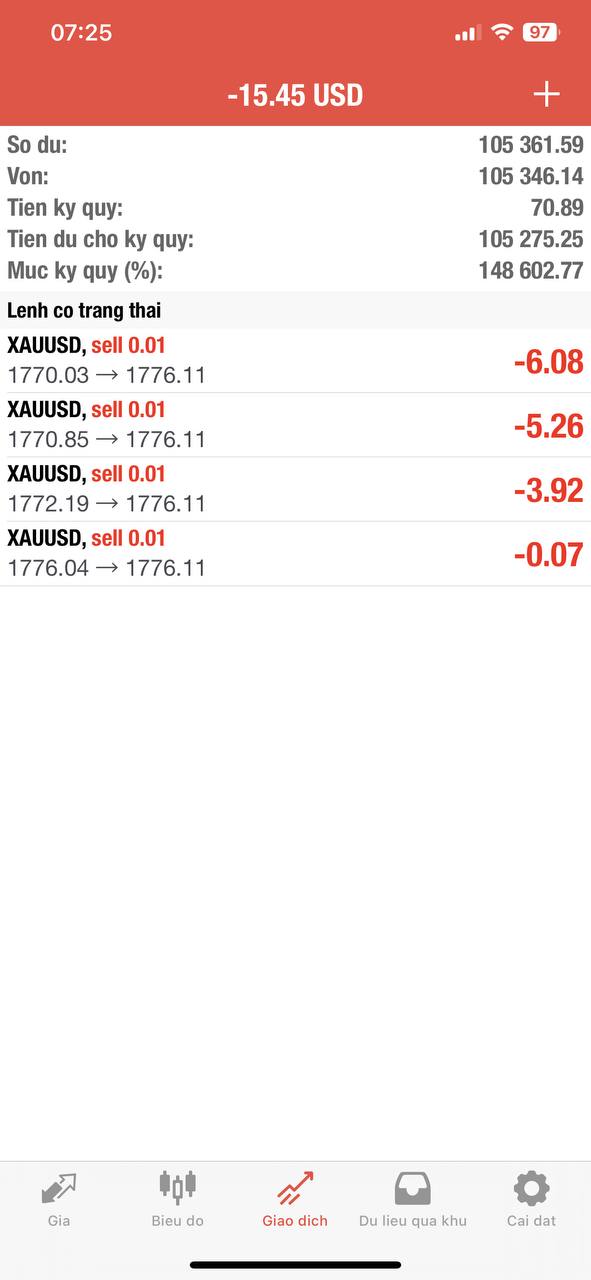 07:25
97
-15.45 USD
So du: 105 361.59
Von: 105 346.14
Tien ky quy: 70.89
Tien du cho ky quy: 105 275.25
Muc ky quy (%): 148 602.77
Lenh co trang thai
XAUUSD, sell 0.01
1770.03 → 1776.11
-6.08
XAUUSD, sell 0.01
1770.85 → 1776.11
-5.26
XAUUSD, sell 0.01
1772.19 → 1776.11
-3.92
XAUUSD, sell 0.01
1776.04 → 1776.11
-0.07
Gia
Bieu do
Giao dich
Du lieu qua khu
Cai dat